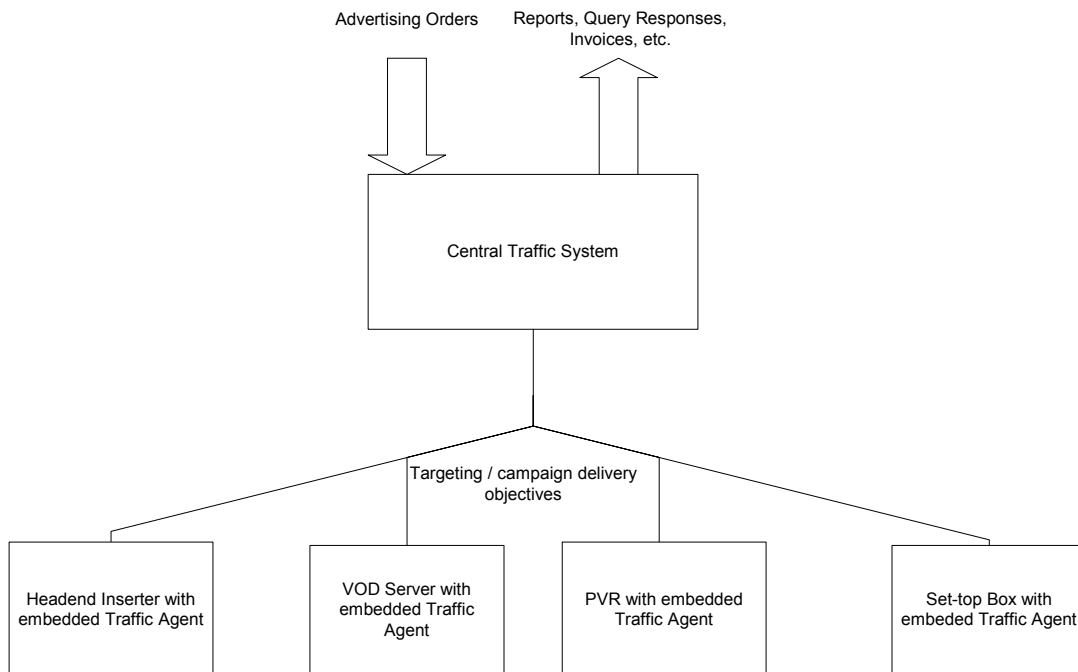 Advertising Orders
Reports, Query Responses,
Invoices, etc.
Central Traffic System
Targeting / campaign delivery
objectives
Headend Inserter with
embedded Traffic Agent
VOD Server with
embedded Traffic
Agent
PVR with embedded
Traffic Agent
Set-top Box with
embeded Traffic Agent